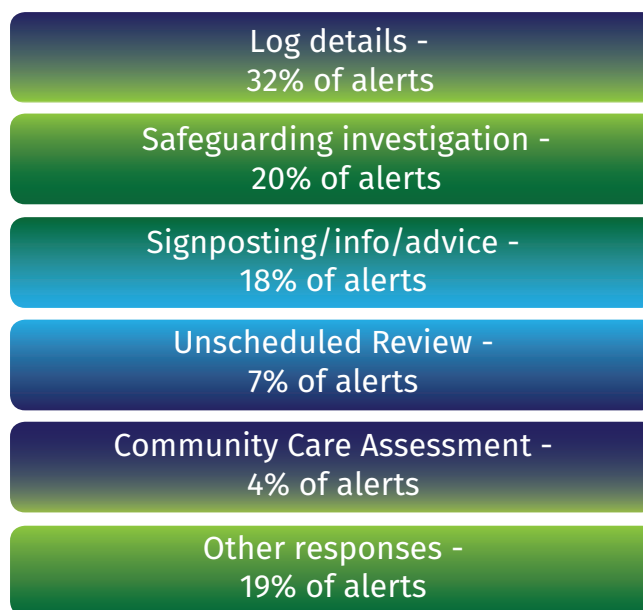 Log details -
32% of alerts
Safeguarding investigation -
20% of alerts
Signposting/info/advice -
18% of alerts
Unscheduled Review -
7% of alerts
Community Care Assessment -
4% of alerts
Other responses -
19% of alerts